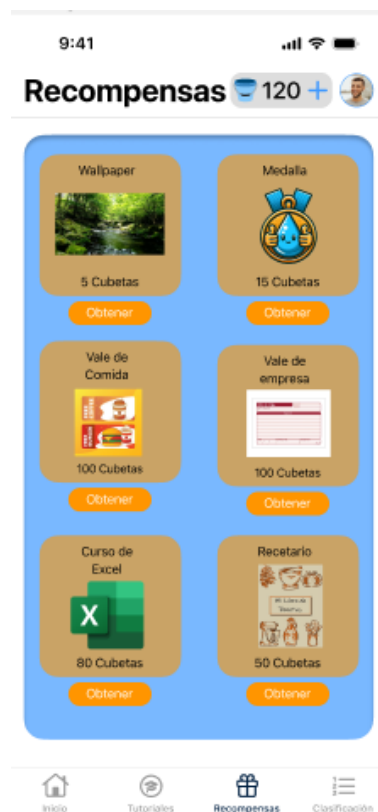 9:41
Recompensas 120 +
Wallpaper
5 Cubetas
Obtener
Medalla
15 Cubetas
Obtener
Vale de
Comida
100 Cubetas
Obtener
Vale de
empresa
100 Cubetas
Obtener
Curso de
Excel
X
80 Cubetas
Obtener
Recetario
50 Cubetas
Obtener
Inicio
Tutoriales
Recompensas
Clasificación